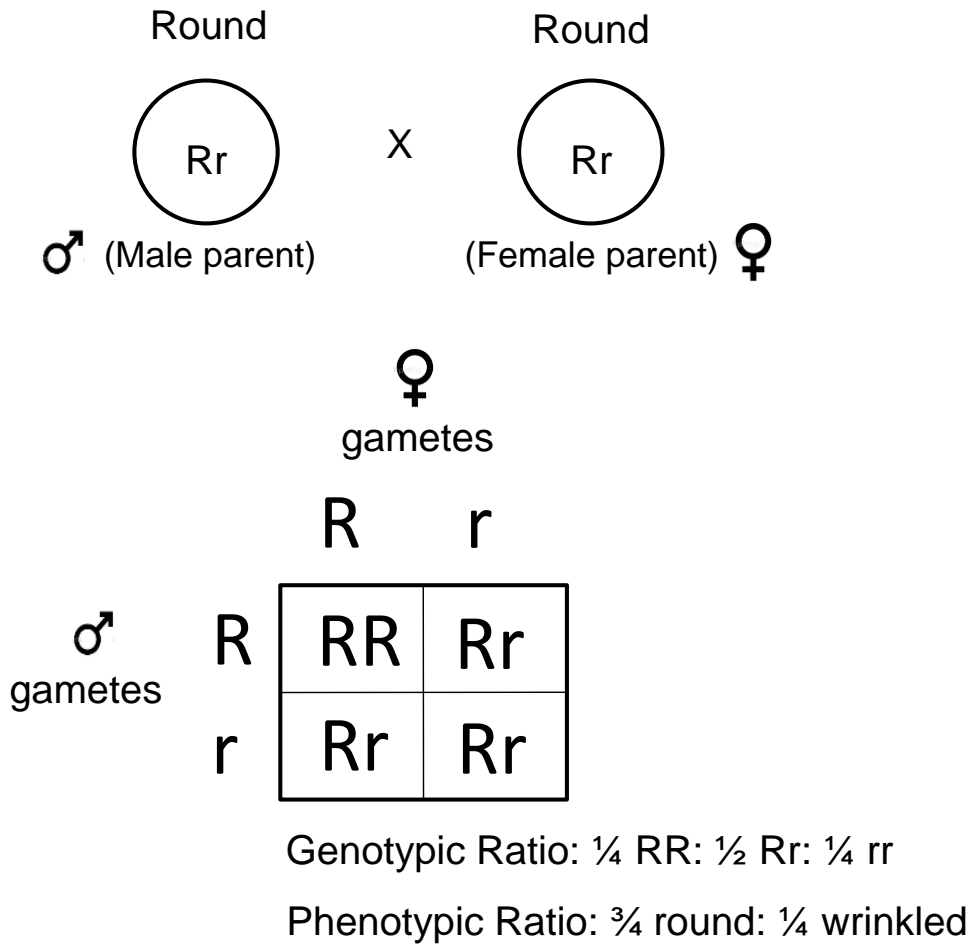 Round Round
Rr X Rr
♂ (Male parent) (Female parent) ♀
♀
gametes
R r
♂ R RR Rr
gametes
r Rr Rr
Genotypic Ratio: ¼ RR: ½ Rr: ¼ rr
Phenotypic Ratio: ¾ round: ¼ wrinkled